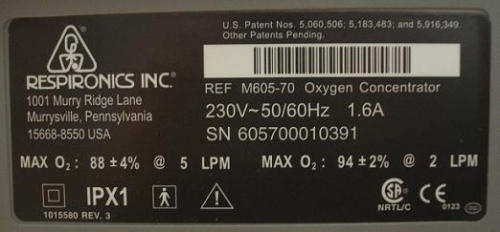 U.S. Patent Nos. 5,060,506; 5,183,483; and 5,916,349.
Other Patents Pending.
RESPIRONICS INC.®
1001 Murry Ridge Lane
Murrysville, Pennsylvania
15668-8550 USA
REF M605-70 Oxygen Concentrator
230V~50/60Hz 1.6A
SN 605700010391
MAX O₂: 88 ±4% @ 5 LPM MAX O₂: 94 ±2% @ 2 LPM
IPX1
1015580 REV. 3
NRTL/C
0123